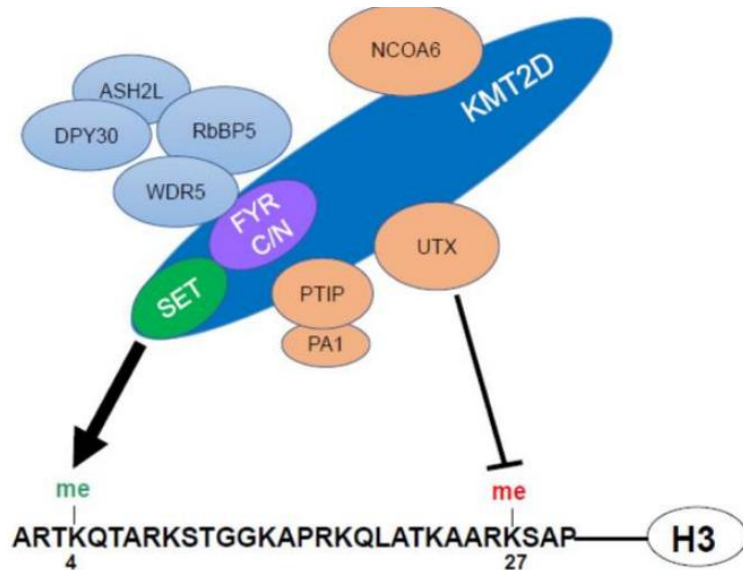 NCOA6
KMT2D
ASH2L
DPY30
RbBP5
WDR5
FYR
C/N
UTX
SET
PTIP
PA1
me
me
ARTKQTARKSTGGKAPRKQLATKAARKSAP
H3
4
27